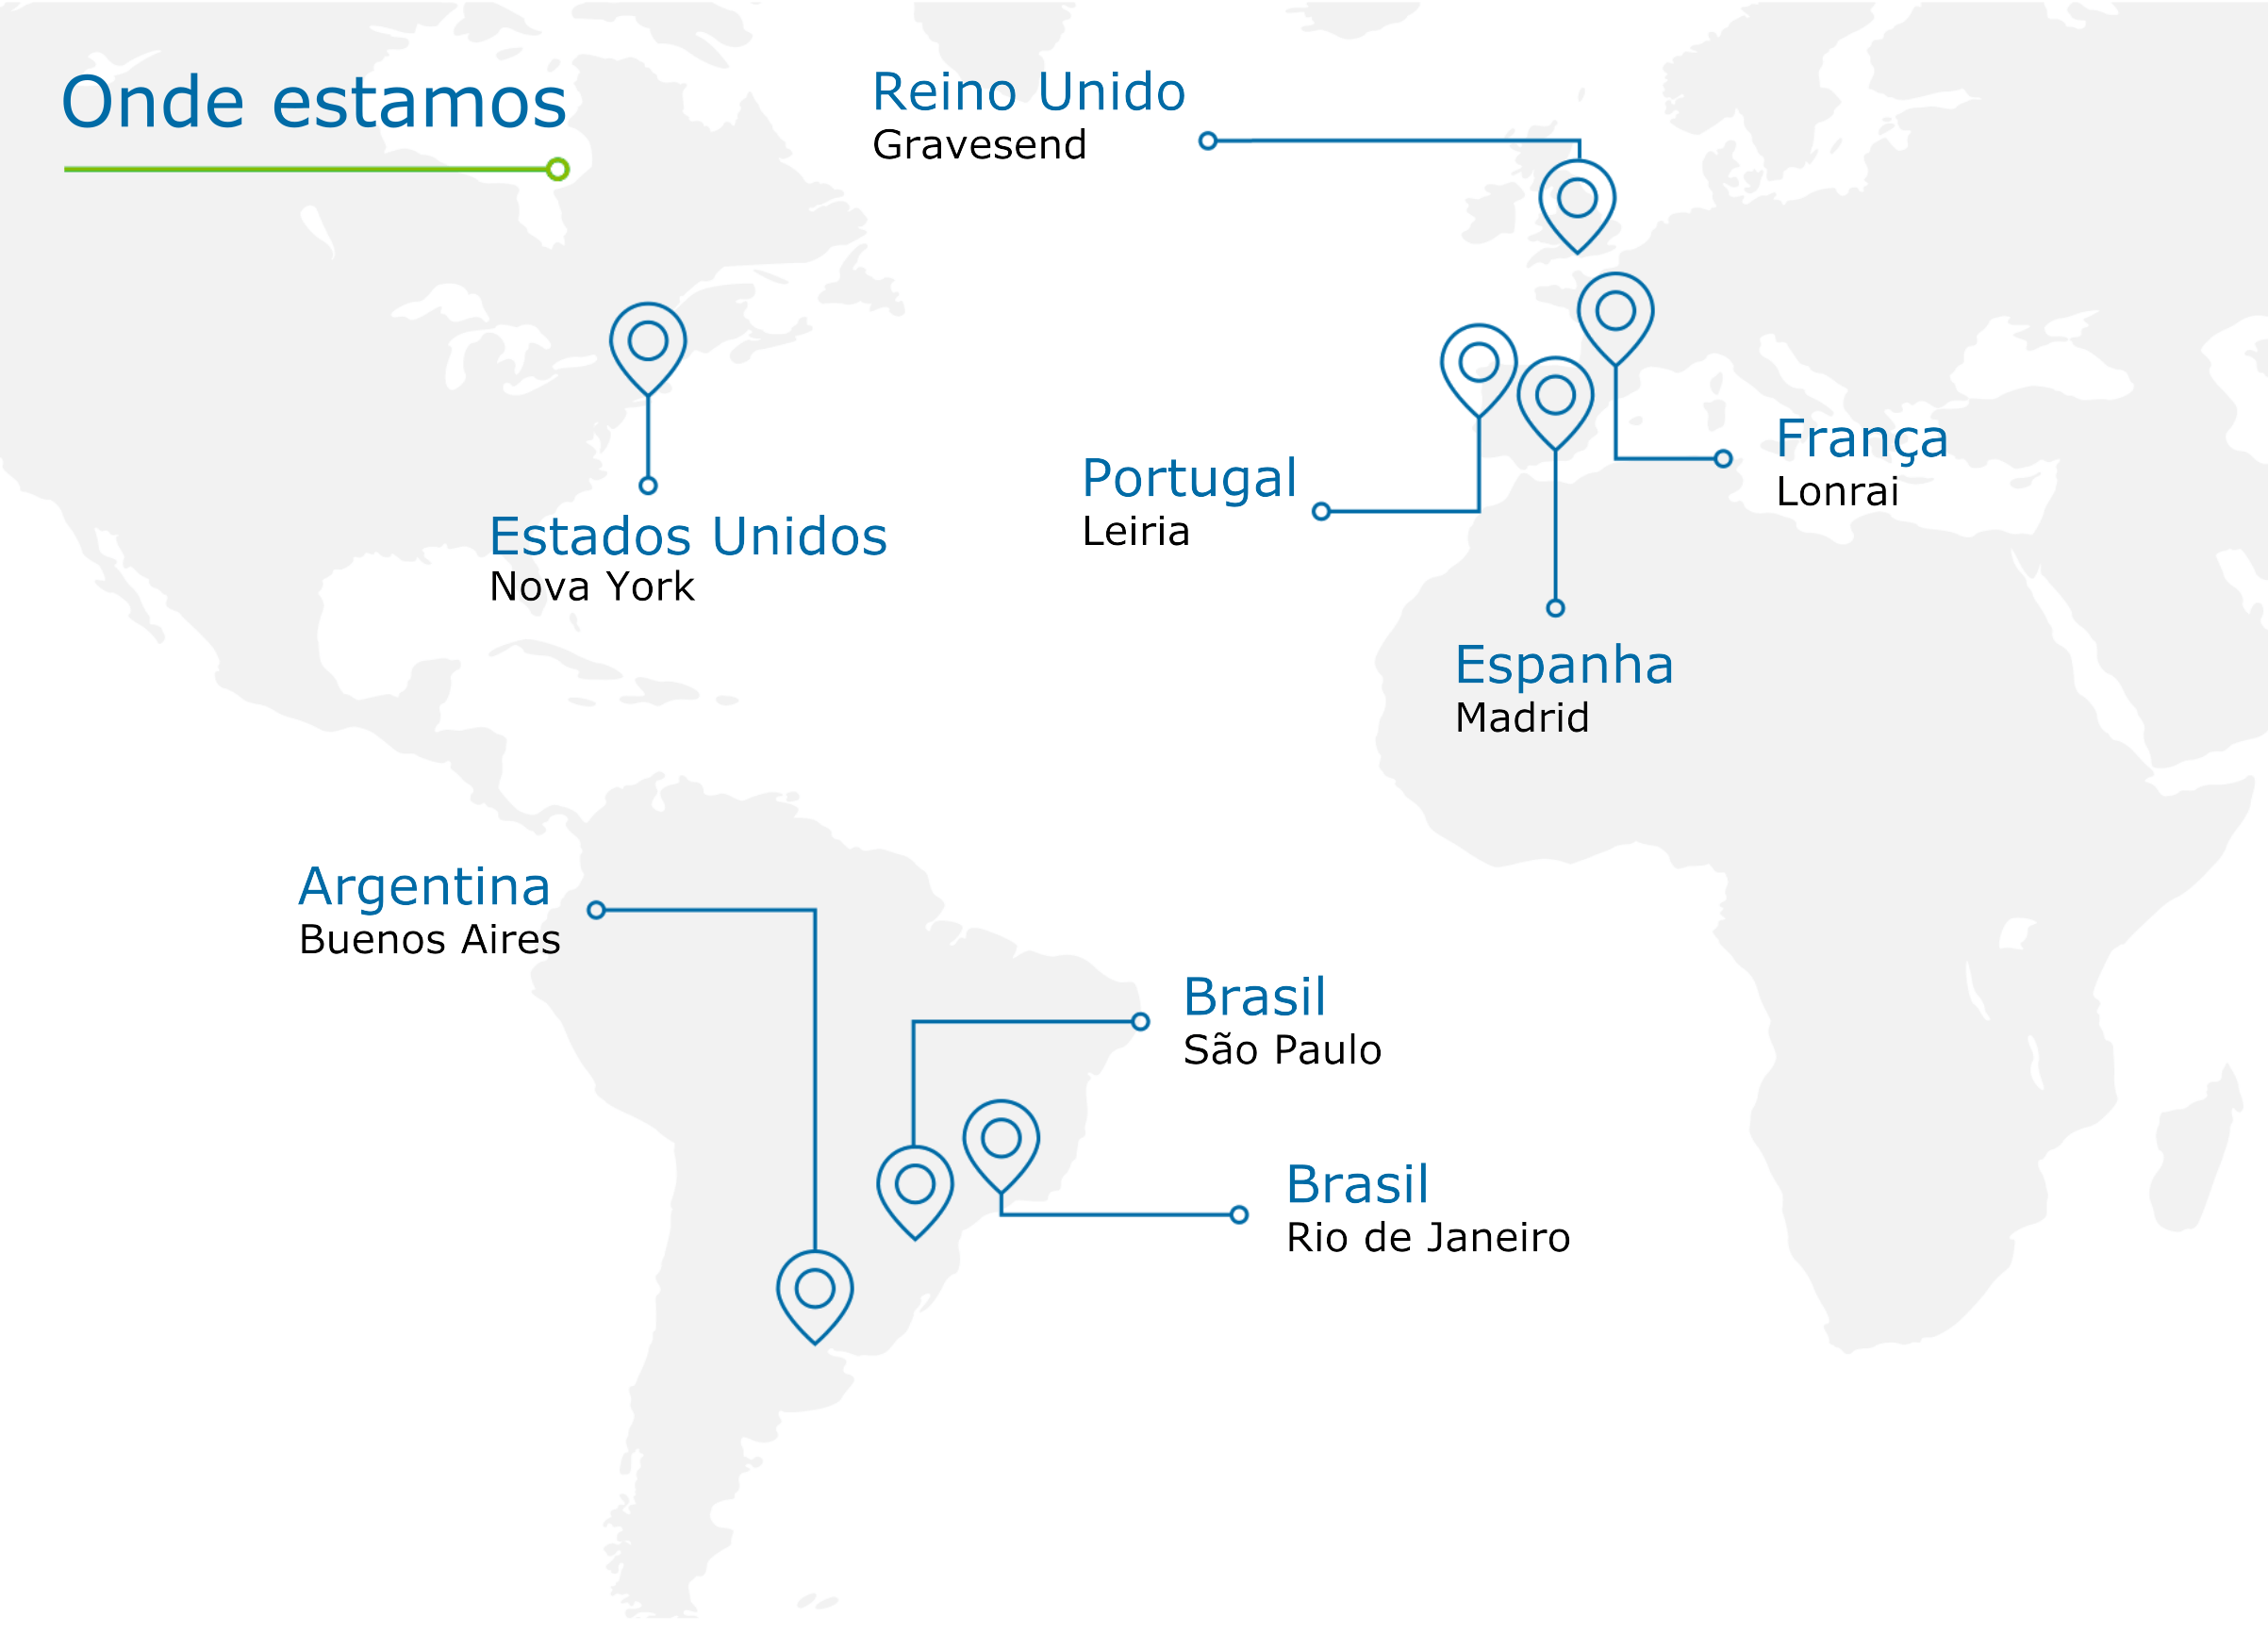 Onde estamos
Reino Unido
Gravesend
Estados Unidos
Nova York
Portugal
Leiria
França
Lonrai
Espanha
Madrid
Argentina
Buenos Aires
Brasil
São Paulo
Brasil
Rio de Janeiro